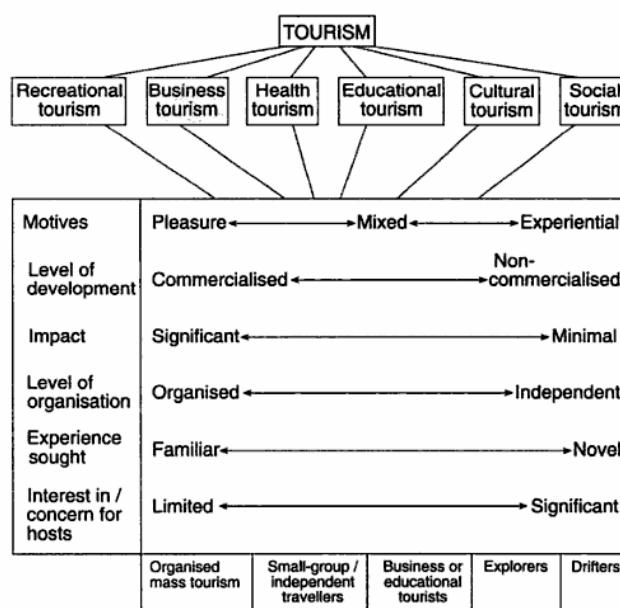 TOURISM
Recreational
tourism
Business
tourism
Health
tourism
Educational
tourism
Cultural
tourism
Social
tourism
Motives
Pleasure Mixed Experiential
Level of
development
Commercialised
Non-
commercialised
Impact
Significant Minimal
Level of
organisation
Organised Independent
Experience
sought
Familiar Novel
Interest in /
concern for
hosts
Limited Significant
Organised
mass tourism
Small-group /
independent
travellers
Business or
educational
tourists
Explorers
Drifters